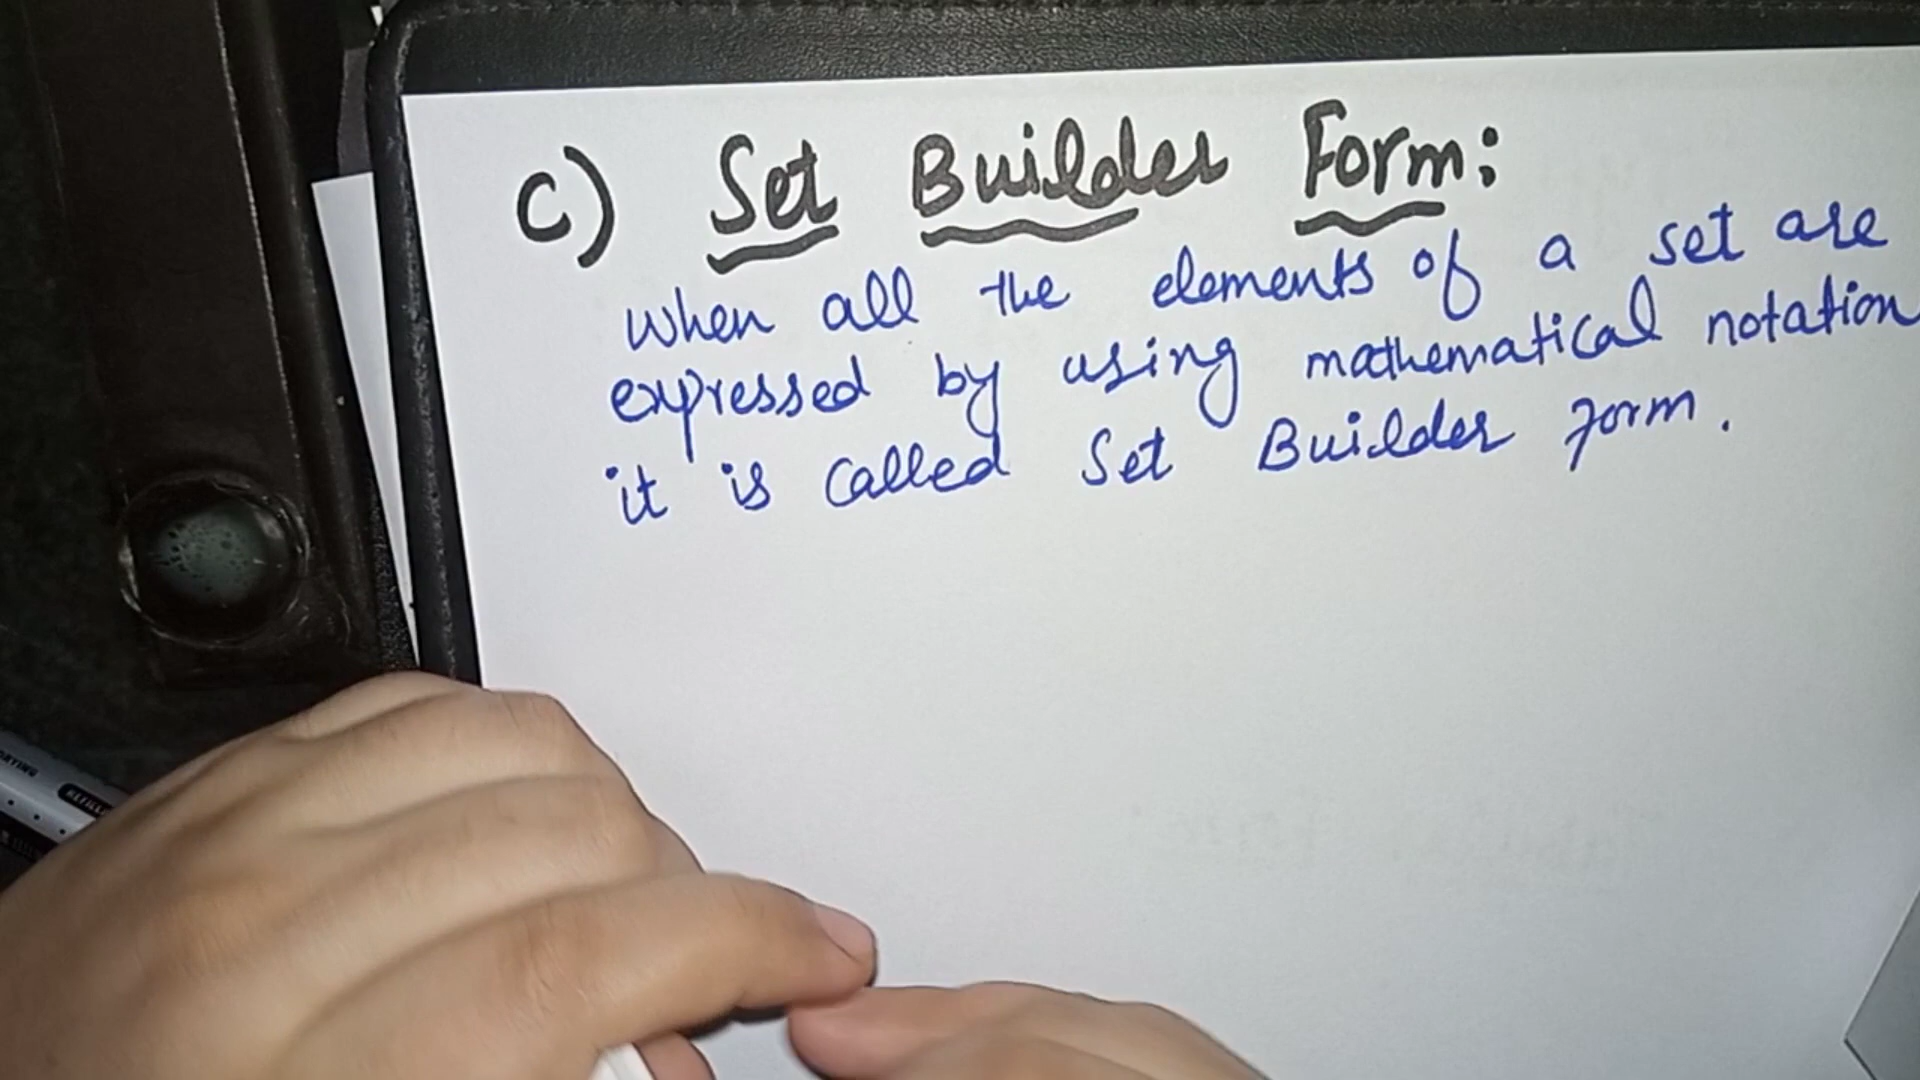 C) Set Builder Form:
when all the elements of a set are
expressed by using mathematical notation
it is called Set Builder form.